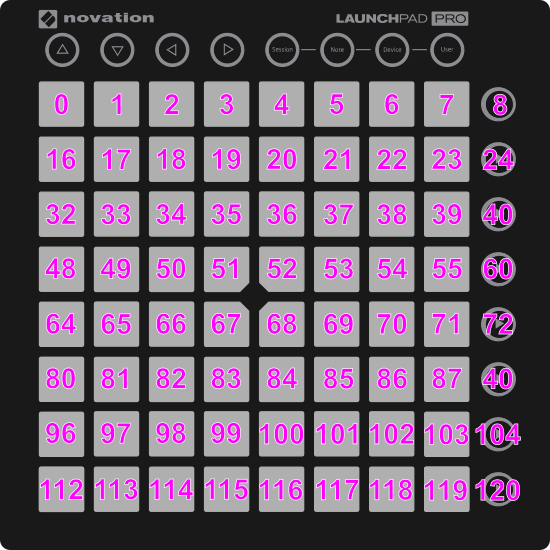 novation LAUNCHPAD PRO
Session Note Device User
0 1 2 3 4 5 6 7 8
16 17 18 19 20 21 22 23 24
32 33 34 35 36 37 38 39 40
48 49 50 51 52 53 54 55 60
64 65 66 67 68 69 70 71 72
80 81 82 83 84 85 86 87 40
96 97 98 99 100 101 102 103 104
112 113 114 115 116 117 118 119 120